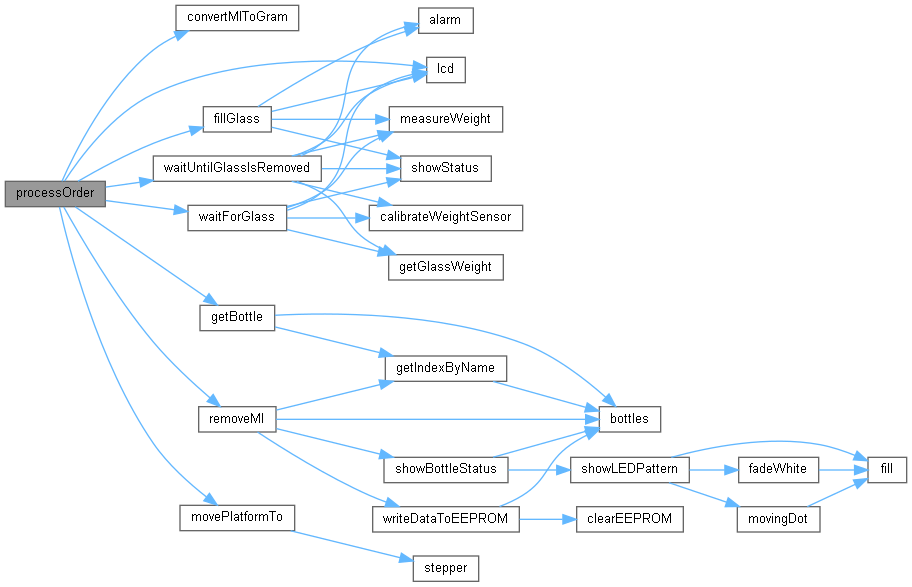 convertMlToGram
alarm
lcd
fillGlass
measureWeight
waitUntilGlassIsRemoved
showStatus
processOrder
waitForGlass
calibrateWeightSensor
getGlassWeight
getBottle
getIndexByName
removeMl
bottles
showBottleStatus
showLEDPattern
fadeWhite
fill
movePlatformTo
writeDataToEEPROM
clearEEPROM
movingDot
stepper